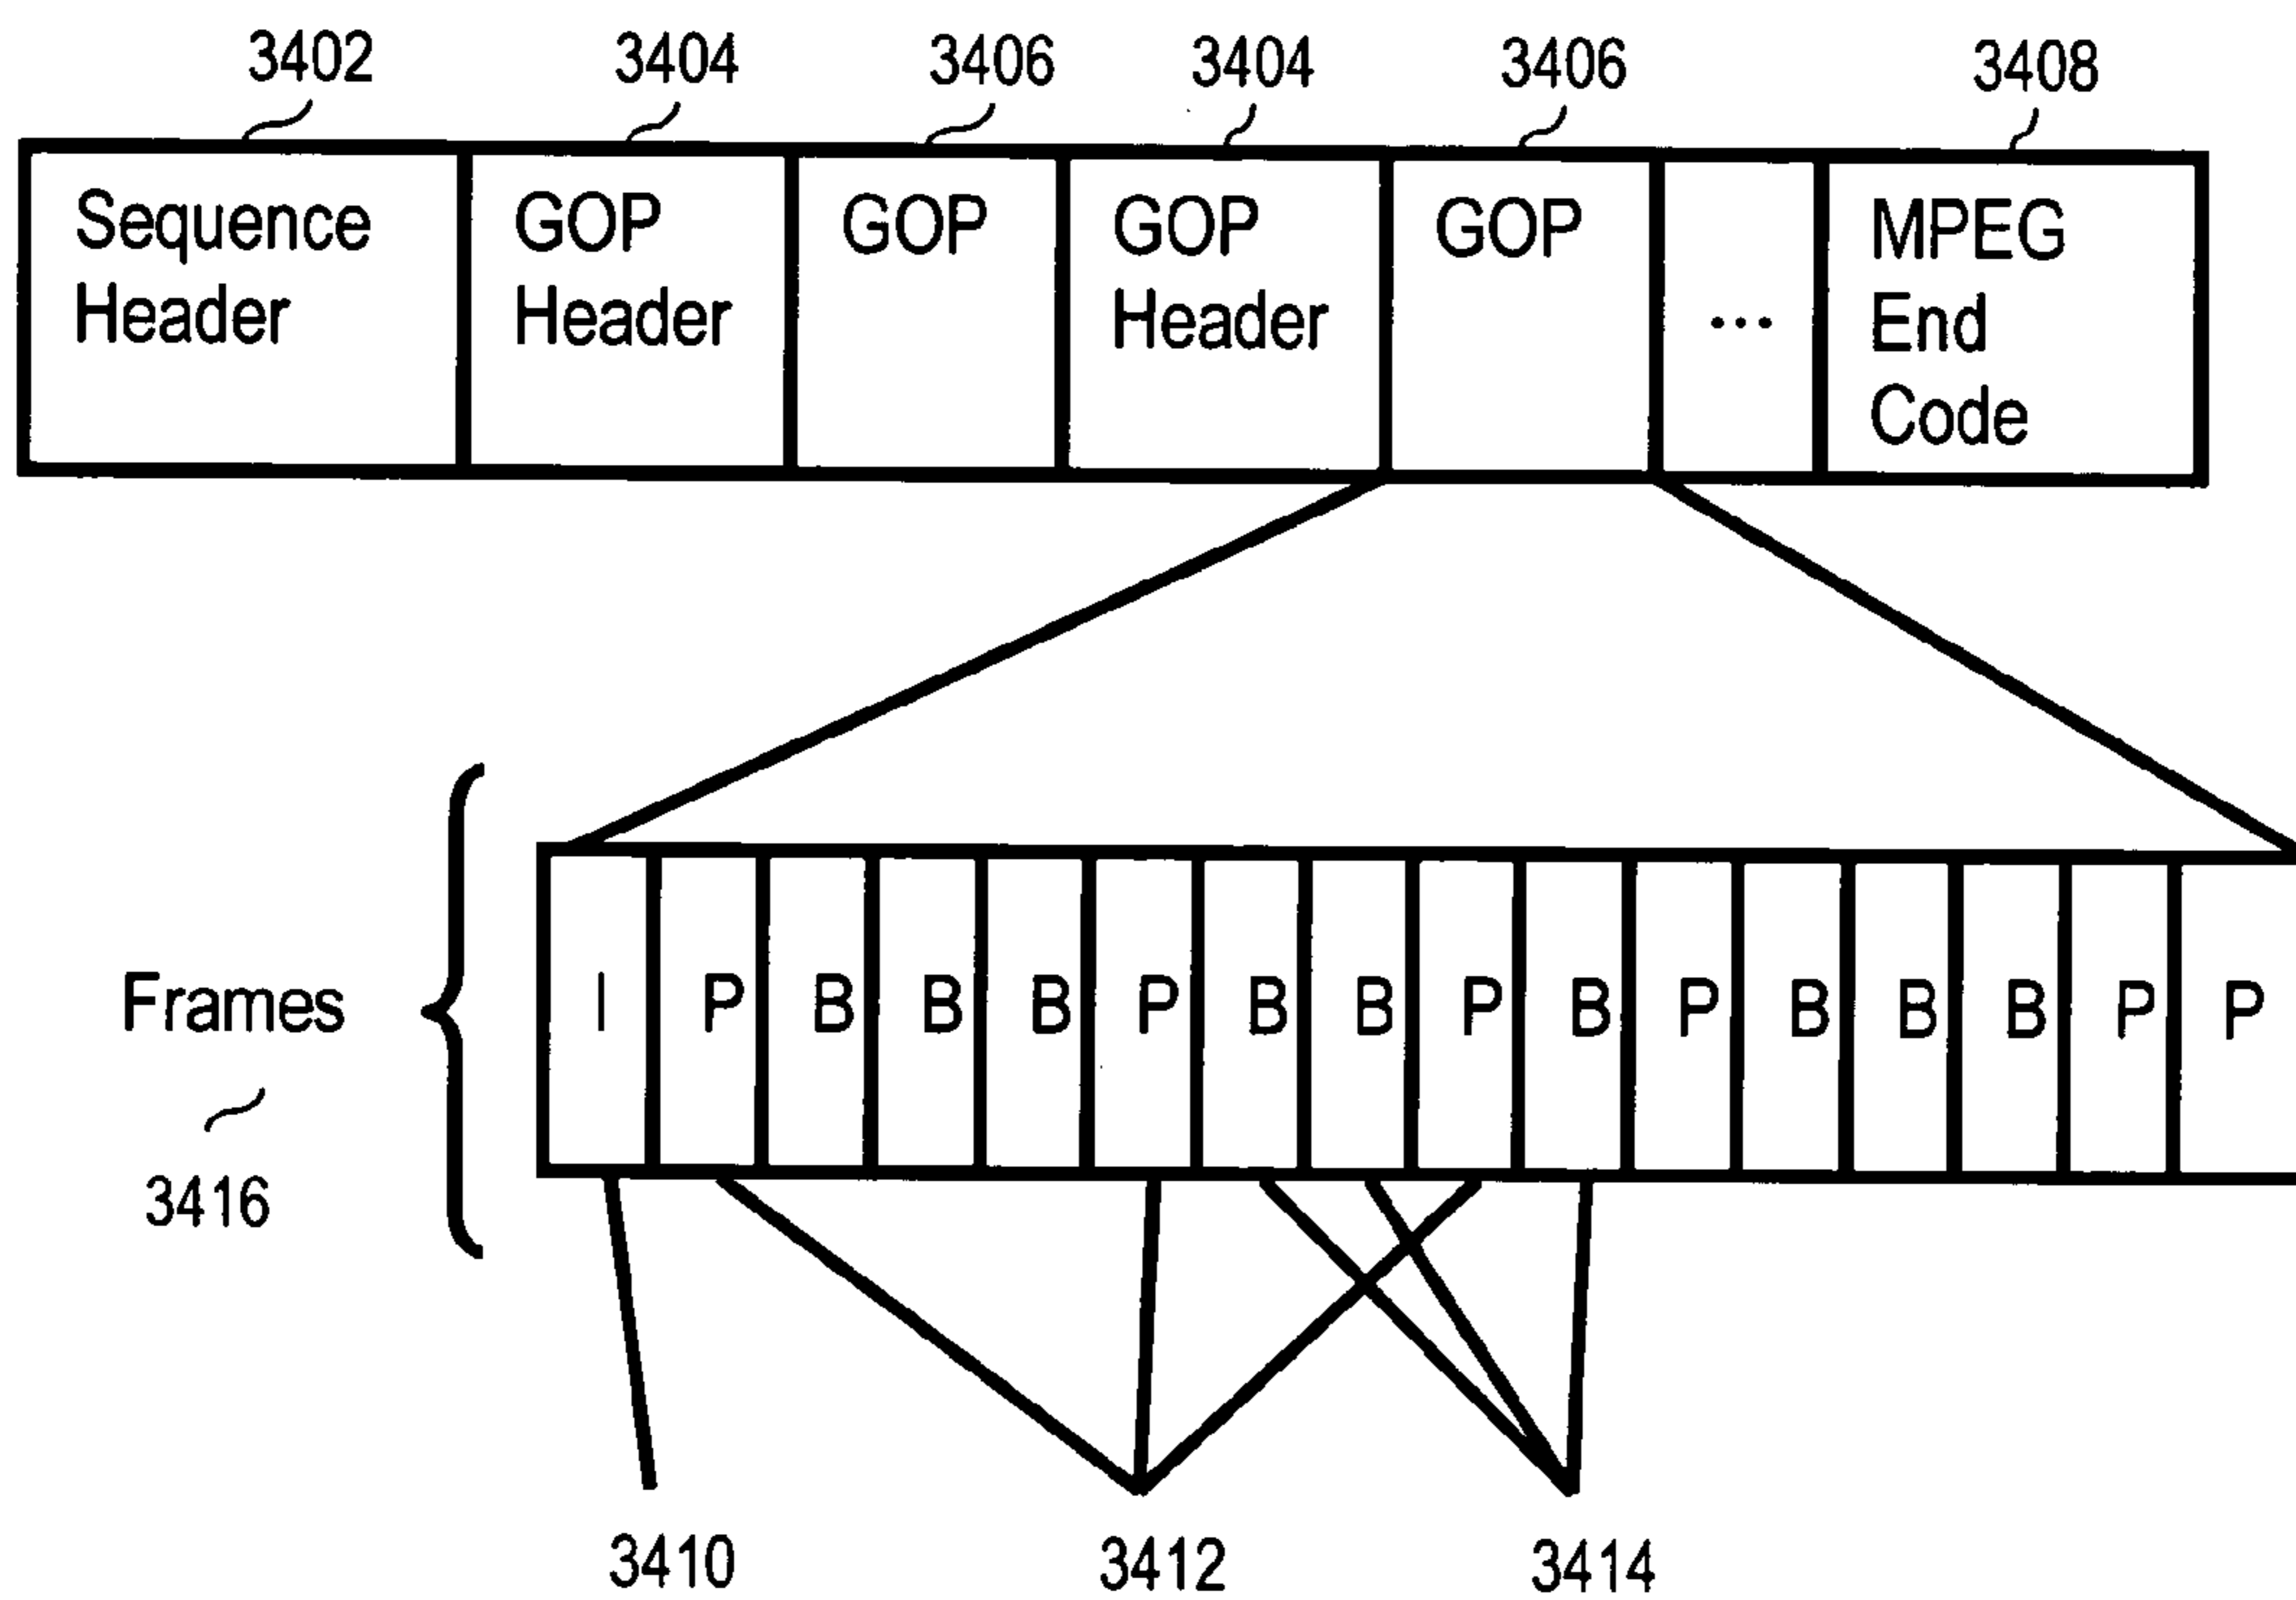 3402 3404 3406 3404 3406 3408
Sequence Header
GOP Header
GOP
GOP Header
GOP
...
MPEG End Code
Frames
3416
I P B B B P B B P B P B B B P P
3410 3412 3414